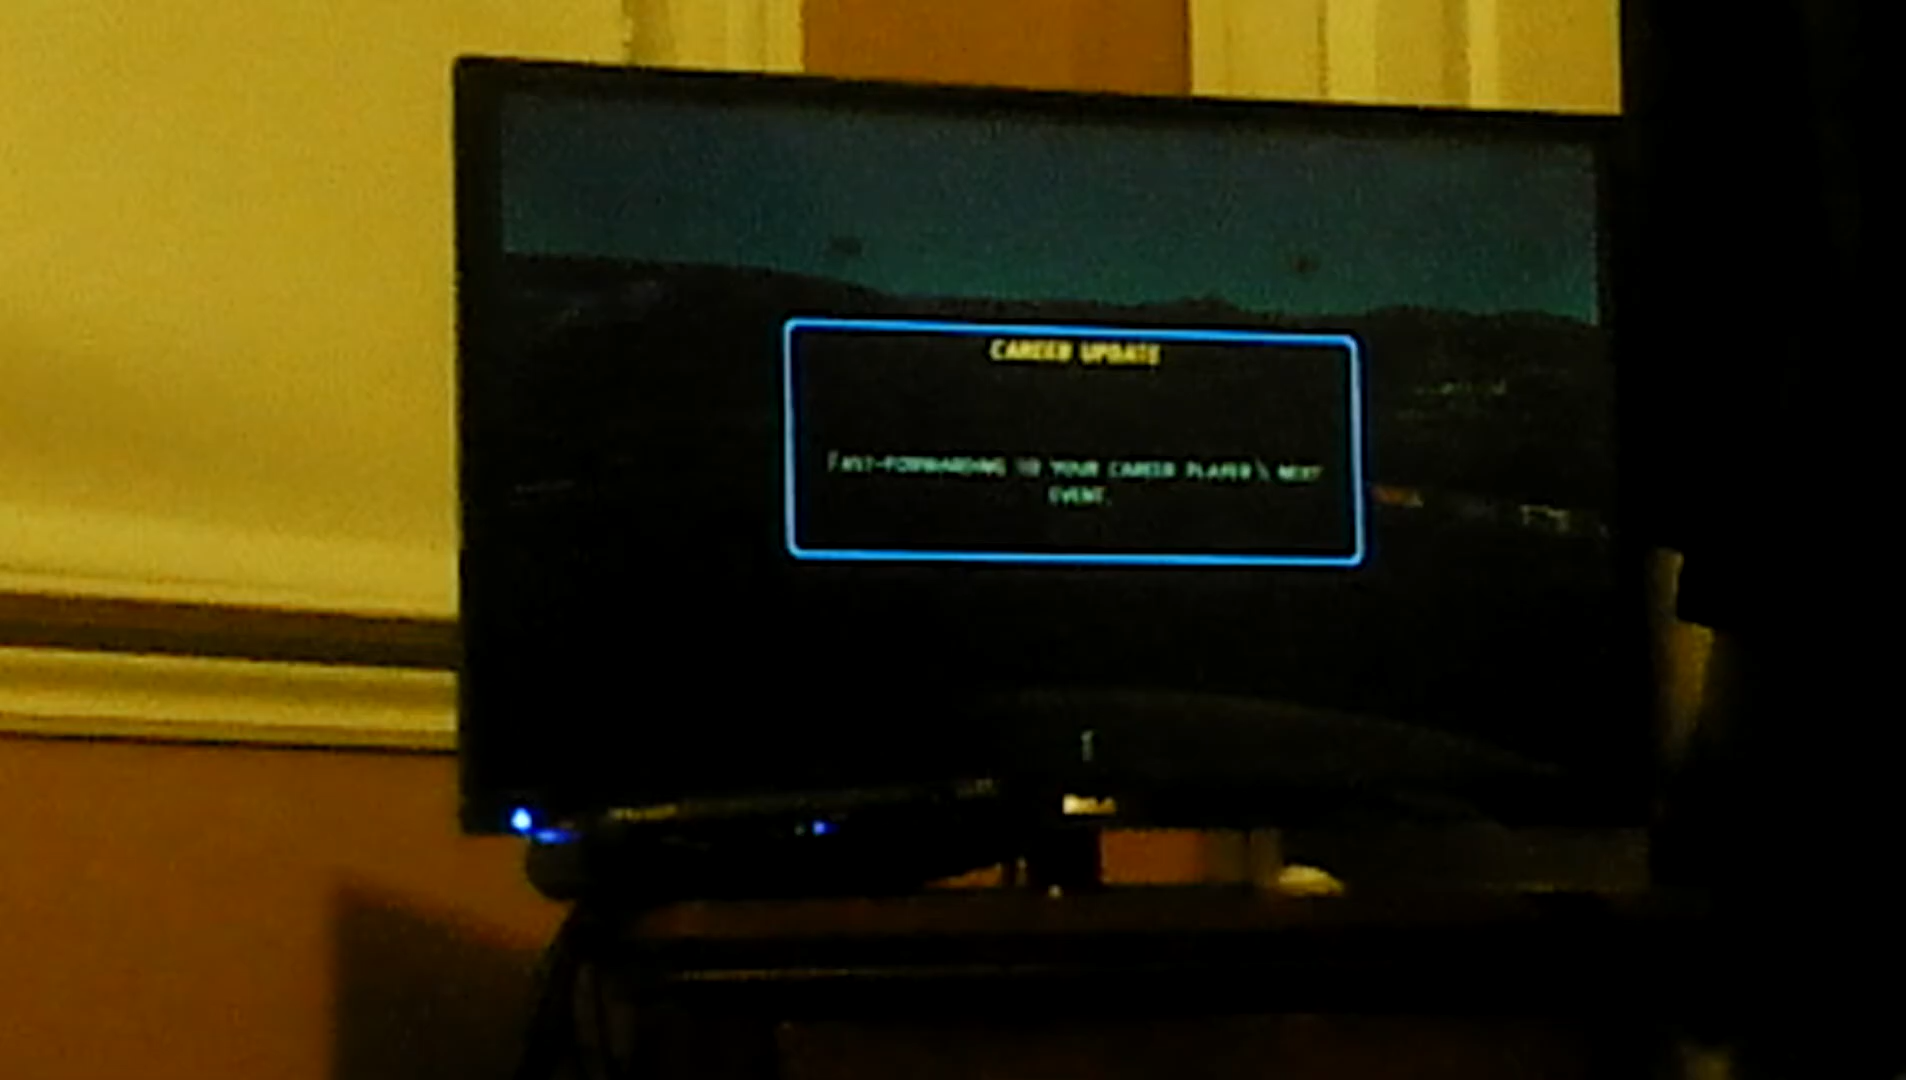 CAREER UPDATE
FAST-FORWARDING TO YOUR CAREER PLAYER'S NEXT
EVENT.